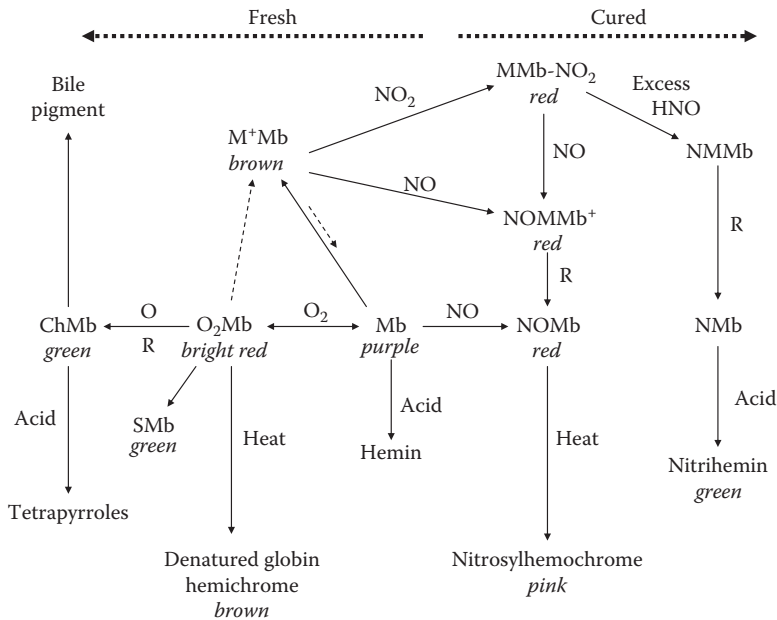 Fresh
Cured
Bile
pigment
MMb-NO₂
red
Excess
HNO
NO₂
M⁺Mb
brown
NO
NMMb
NO
NOMMb⁺
red
R
R
ChMb
green
O
R
O₂Mb
bright red
O₂
Mb
purple
NO
NOMb
red
NMb
Acid
SMb
green
Heat
Acid
Hemin
Heat
Acid
Nitrihemin
green
Tetrapyrroles
Denatured globin
hemichrome
brown
Nitrosylhemochrome
pink